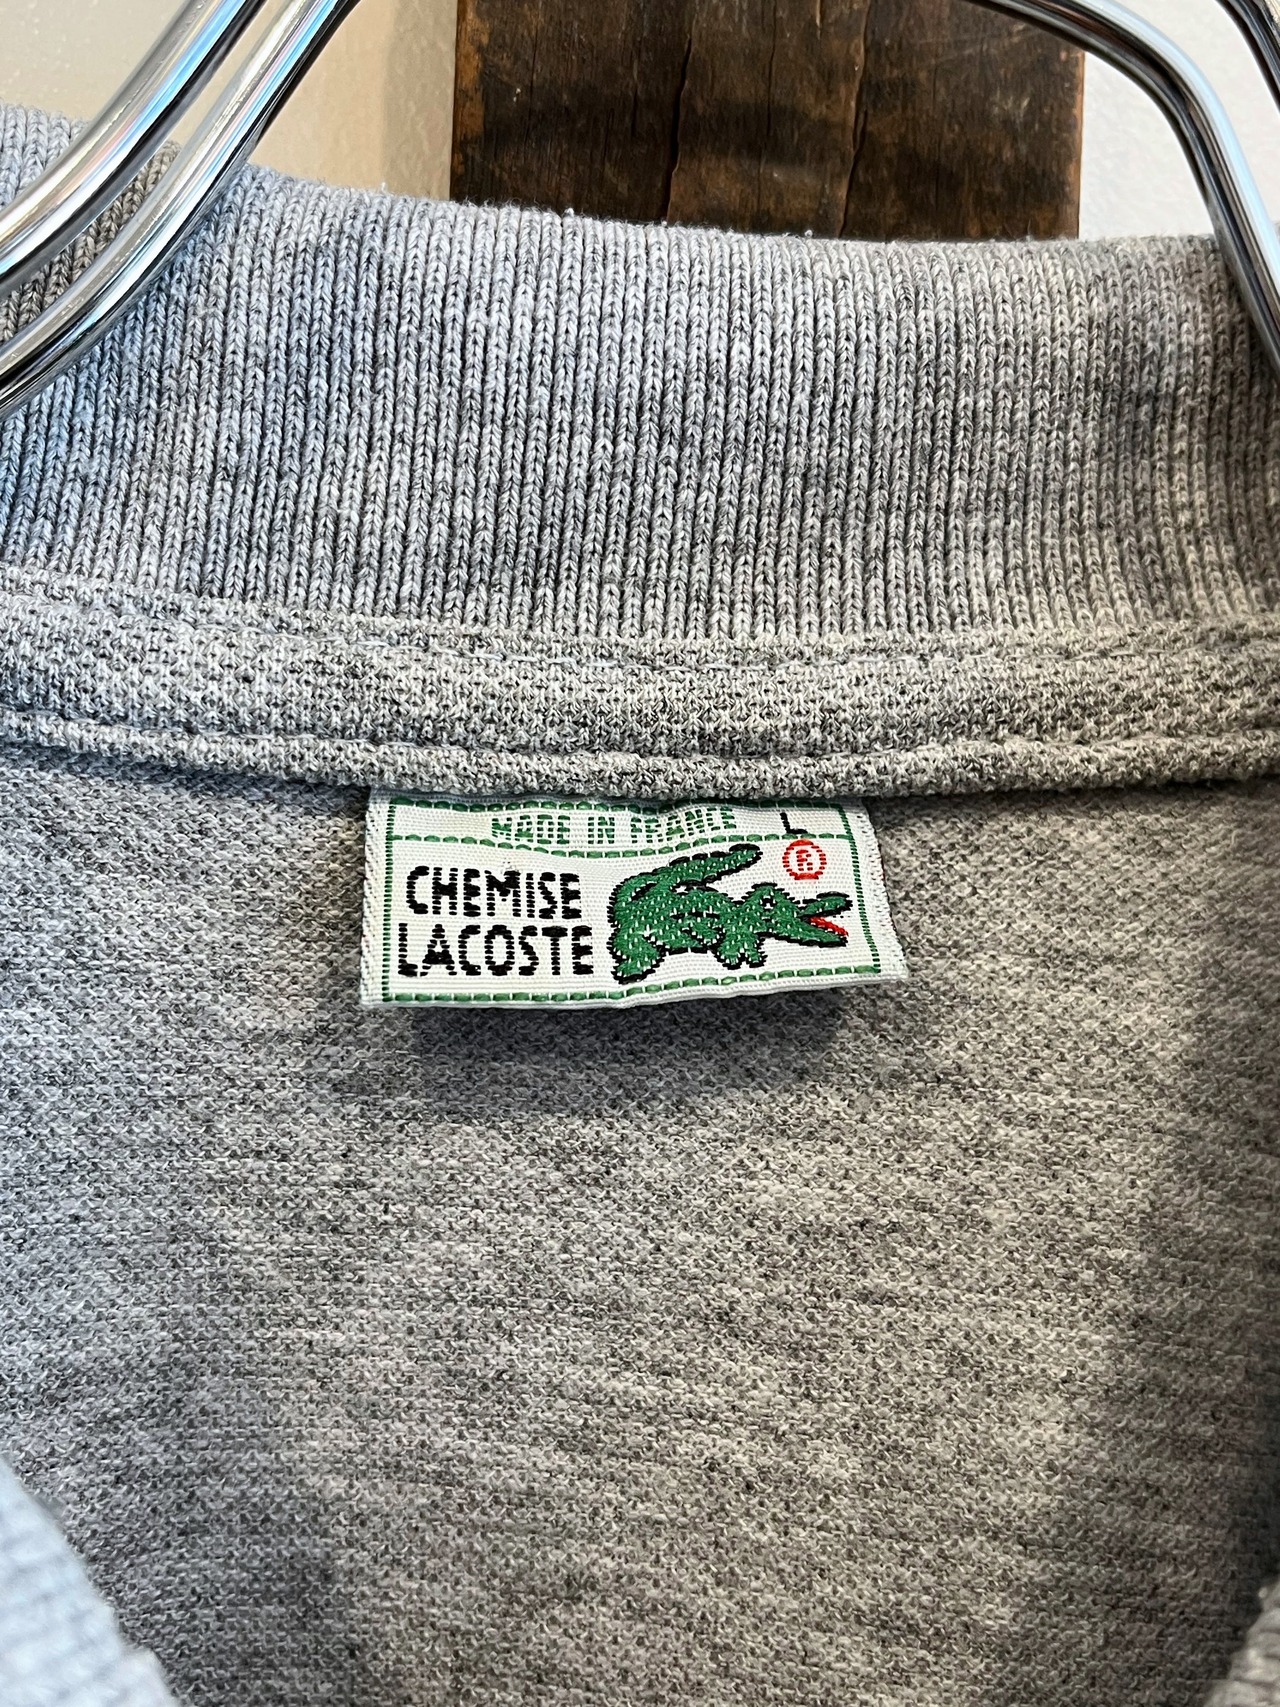 MADE IN FRANCE
L
®
CHEMISE
LACOSTE